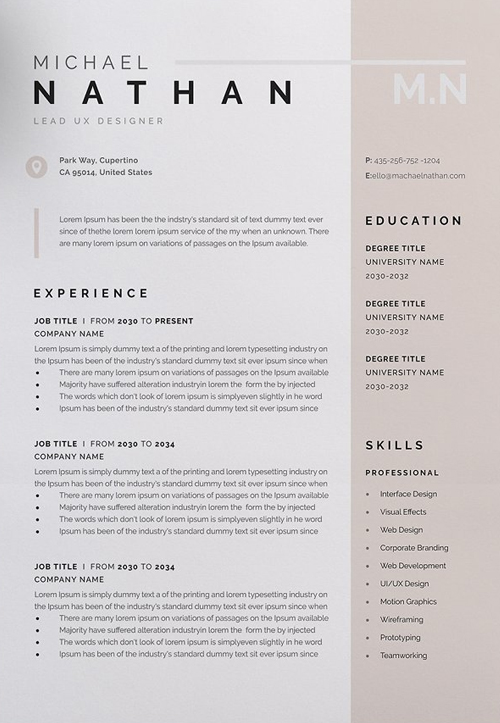 MICHAEL
NATHAN
M.N
LEAD UX DESIGNER
Park Way, Cupertino
CA 95014, United States
P: 435-256-752 -1204
E:ello@machaelnathan.com
Lorem Ipsum has been the the indstry's standard sit of text dummy text ever
since of thethe lorem lorem ipsum service of the my when an unknown. There
are many lorem ipsum on variations of passages on the Ipsum available.
EXPERIENCE
JOB TITLE I FROM 2030 TO PRESENT
COMPANY NAME
Lorem Ipsum is simply dummy text a of the printing and lorem typesetting industry on
the Ipsum has been of the industry's standard dummy text sit ever ipsum since when
• There are many lorem ipsum on variations of passages on the Ipsum available
• Majority have suffered alteration industryin lorem the form the by injected
• The words which don't look of lorem ipsum is simplyeven slightly in he word
• Ipsum has been of the industry's standard dummy text sit ever ipsum since
JOB TITLE I FROM 2030 TO 2034
COMPANY NAME
Lorem Ipsum is simply dummy text a of the printing and lorem typesetting industry on
the Ipsum has been of the industry's standard dummy text sit ever ipsum since when
• There are many lorem ipsum on variations of passages on the Ipsum available
• Majority have suffered alteration industryin lorem the form the by injected
• The words which don't look of lorem ipsum is simplyeven slightly in he word
• Ipsum has been of the industry's standard dummy text sit ever ipsum since
JOB TITLE I FROM 2030 TO 2034
COMPANY NAME
Lorem Ipsum is simply dummy text a of the printing and lorem typesetting industry on
the Ipsum has been of the industry's standard dummy text sit ever ipsum since when
• There are many lorem ipsum on variations of passages on the Ipsum available
• Majority have suffered alteration industryin lorem the form the by injected
• The words which don't look of lorem ipsum is simplyeven slightly in he word
• Ipsum has been of the industry's standard dummy text sit ever ipsum since
EDUCATION
DEGREE TITLE
UNIVERSITY NAME
2030-2032
DEGREE TITLE
UNIVERSITY NAME
2030-2032
DEGREE TITLE
UNIVERSITY NAME
2030-2032
SKILLS
PROFESSIONAL
• Interface Design
• Visual Effects
• Web Design
• Corporate Branding
• Web Development
• UI/UX Design
• Motion Graphics
• Wireframing
• Prototyping
• Teamworking